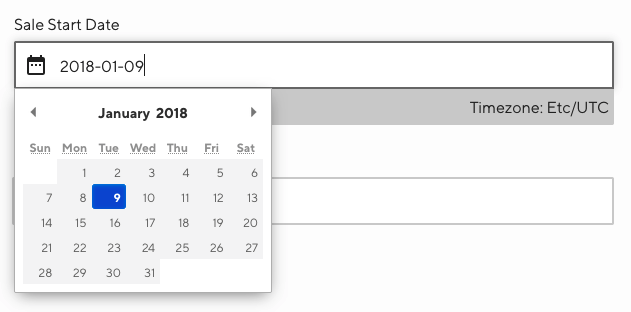 Sale Start Date
2018-01-09
Timezone: Etc/UTC
January 2018
Sun Mon Tue Wed Thu Fri Sat
1 2 3 4 5 6
7 8 9 10 11 12 13
14 15 16 17 18 19 20
21 22 23 24 25 26 27
28 29 30 31